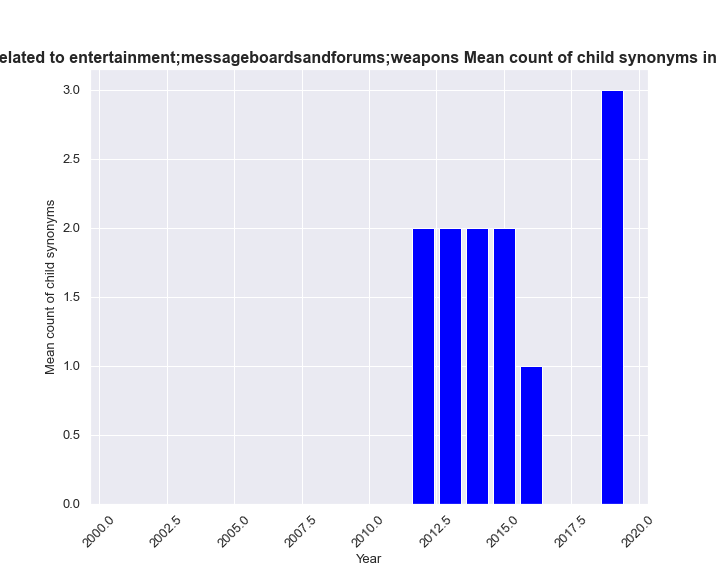 elated to entertainment;messageboardsandforums;weapons Mean count of child synonyms in
3.0
2.5
2.0
1.5
1.0
0.5
0.0
Mean count of child synonyms
2000.0 2002.5 2005.0 2007.5 2010.0 2012.5 2015.0 2017.5 2020.0
Year